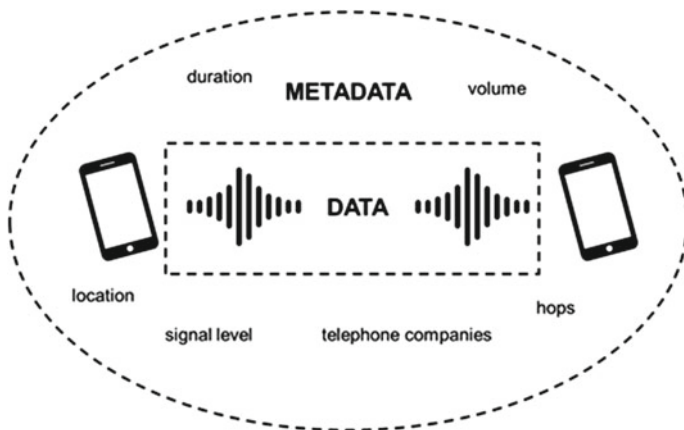 duration
METADATA
volume
DATA
location
hops
signal level
telephone companies